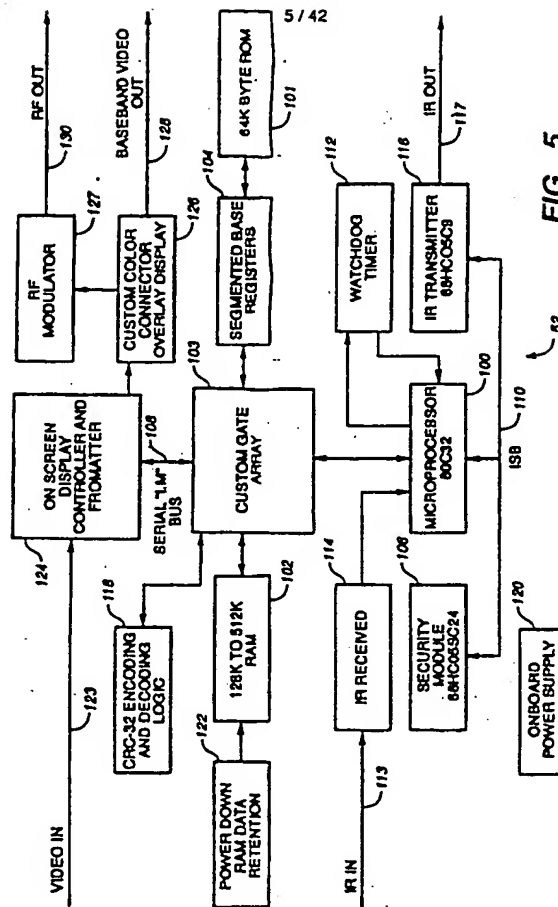 5 / 42
VIDEO IN
123
124
ON SCREEN
DISPLAY
CONTROLLER AND
FROMATTER
RF
MODULATOR
127
RF OUT
130
CUSTOM COLOR
CONNECTOR
OVERLAY DISPLAY
126
BASEBAND VIDEO
OUT
128
SERIAL "I.M"
BUS
108
118
CRC-32 ENCODING
AND DECODING
LOGIC
CUSTOM GATE
ARRAY
103
SEGMENTED BASE
REGISTERS
104
64K BYTE ROM
101
POWER DOWN
RAM DATA
RETENTION
122
128K TO 512K
RAM
102
IR IN
113
IR RECEIVED
114
MICROPROCESSOR
80C32
100
WATCHDOG
TIMER
112
SECURITY
MODULE
68HC05SC24
106
ISB
110
IR TRANSMITTER
68HCO5C9
116
IR OUT
117
ONBOARD
POWER SUPPLY
120
52
FIG. 5